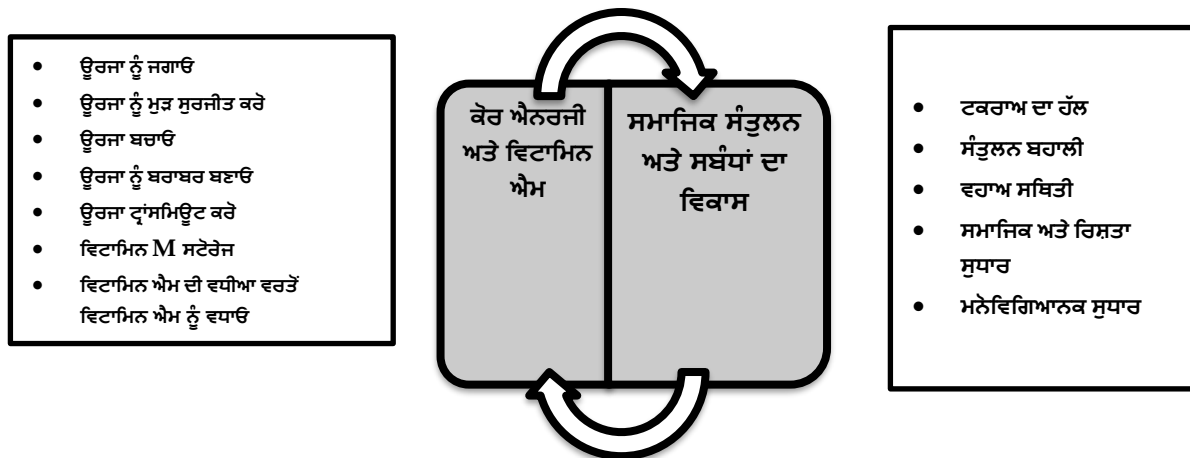 • ਊਰਜਾ ਨੂੰ ਜਗਾਓ
• ਊਰਜਾ ਨੂੰ ਮੁੜ ਸੁਰਜੀਤ ਕਰੋ
• ਊਰਜਾ ਬਚਾਓ
• ਊਰਜਾ ਨੂੰ ਬਰਾਬਰ ਬਣਾਓ
• ਊਰਜਾ ਟ੍ਰਾਂਸਮਿਊਟ ਕਰੋ
• ਵਿਟਾਮਿਨ M ਸਟੋਰੇਜ
• ਵਿਟਾਮਿਨ ਐਮ ਦੀ ਵਧੀਆ ਵਰਤੋਂ
ਵਿਟਾਮਿਨ ਐਮ ਨੂੰ ਵਧਾਓ
ਕੋਰ ਐਨਰਜੀ
ਅਤੇ ਵਿਟਾਮਿਨ
ਐਮ
ਸਮਾਜਿਕ ਸੰਤੁਲਨ
ਅਤੇ ਸਬੰਧਾਂ ਦਾ
ਵਿਕਾਸ
• ਟਕਰਾਅ ਦਾ ਹੱਲ
• ਸੰਤੁਲਨ ਬਹਾਲੀ
• ਵਹਾਅ ਸਥਿਤੀ
• ਸਮਾਜਿਕ ਅਤੇ ਰਿਸ਼ਤਾ
ਸੁਧਾਰ
• ਮਨੋਵਿਗਿਆਨਕ ਸੁਧਾਰ